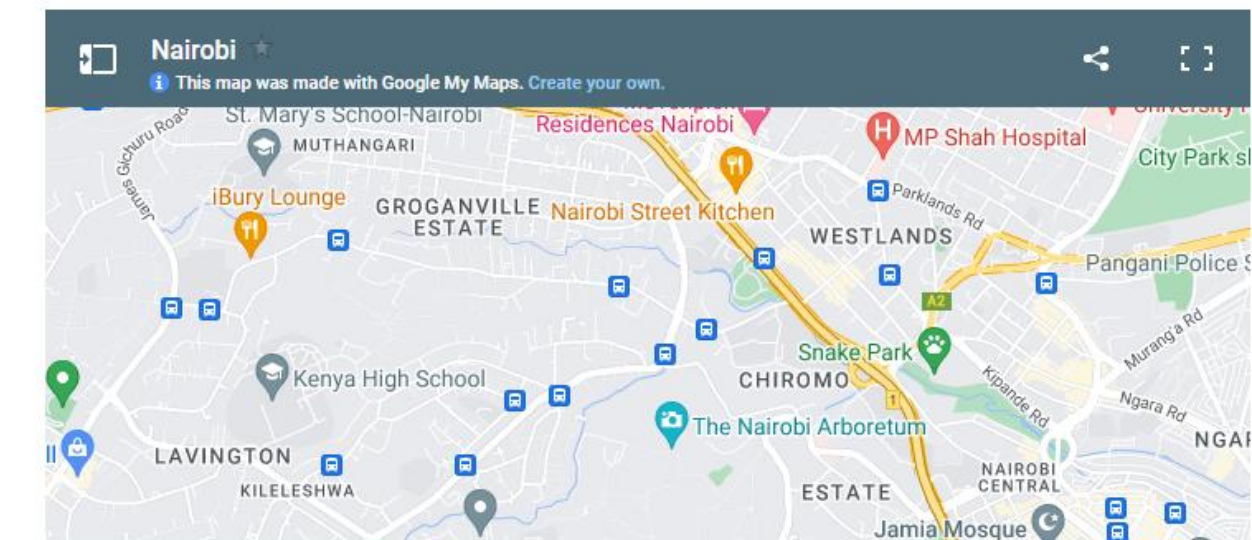 Nairobi
This map was made with Google My Maps. Create your own.
St. Mary's School-Nairobi
James Gichuru Road
MUTHANGARI
Residences Nairobi
MP Shah Hospital
City Park
iBury Lounge
GROGANVILLE
ESTATE
Nairobi Street Kitchen
Parklands Rd
WESTLANDS
Pangani Police
A2
Snake Park
Murang'a Rd
Kenya High School
CHIROMO
Kipande Rd
1
Ngara Rd
The Nairobi Arboretum
LAVINGTON
KILELESHWA
ESTATE
NAIROBI
CENTRAL
Jamia Mosque